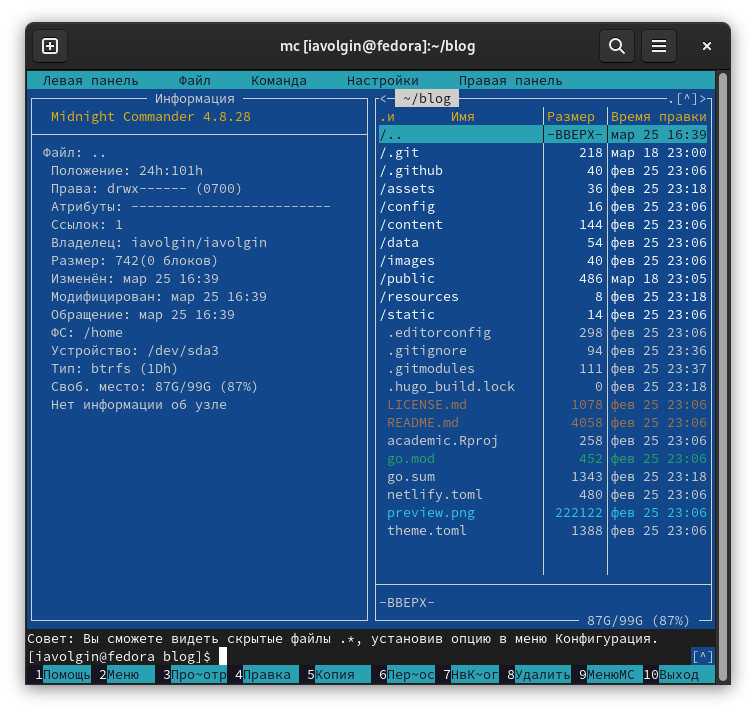 mc [iavolgin@fedora]:~/blog
Левая панель Файл Команда Настройки Правая панель
Информация
Midnight Commander 4.8.28
Файл: ..
Положение: 24h:101h
Права: drwx------ (0700)
Атрибуты: -------------------------
Ссылок: 1
Владелец: iavolgin/iavolgin
Размер: 742(0 блоков)
Изменён: мар 25 16:39
Модифицирован: мар 25 16:39
Обращение: мар 25 16:39
ФС: /home
Устройство: /dev/sda3
Тип: btrfs (1Dh)
Своб. место: 87G/99G (87%)
Нет информации об узле
<- ~/blog .[^]>
.и Имя Размер Время правки
/.. -ВВЕРХ- мар 25 16:39
/.git 218 мар 18 23:00
/.github 40 фев 25 23:06
/assets 36 фев 25 23:18
/config 16 фев 25 23:06
/content 144 фев 25 23:06
/data 54 фев 25 23:06
/images 40 фев 25 23:06
/public 486 мар 18 23:05
/resources 8 фев 25 23:18
/static 14 фев 25 23:06
.editorconfig 298 фев 25 23:06
.gitignore 94 фев 25 23:36
.gitmodules 111 фев 25 23:37
.hugo_build.lock 0 фев 25 23:18
LICENSE.md 1078 фев 25 23:06
README.md 4058 фев 25 23:06
academic.Rproj 258 фев 25 23:06
go.mod 452 фев 25 23:06
go.sum 1343 фев 25 23:18
netlify.toml 480 фев 25 23:06
preview.png 222122 фев 25 23:06
theme.toml 1388 фев 25 23:06
-ВВЕРХ-
87G/99G (87%)
Совет: Вы сможете видеть скрытые файлы .*, установив опцию в меню Конфигурация.
[iavolgin@fedora blog]$ [^]
1Помощь 2Меню 3Про~отр 4Правка 5Копия 6Пер~ос 7НвК~ог 8Удалить 9МенюMC 10Выход